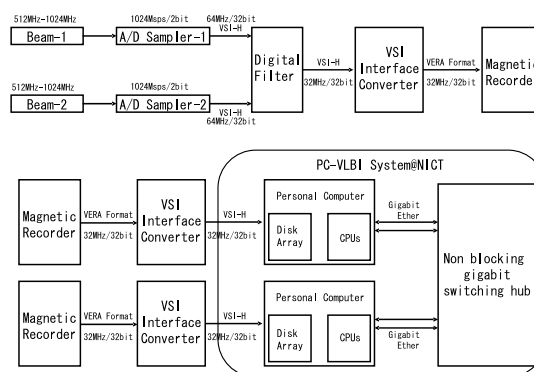 512MHz-1024MHz
1024Msps/2bit
64MHz/32bit
VSI-H
Beam-1
A/D Sampler-1
Digital
Filter
VSI-H
32MHz/32bit
VSI
Interface
Converter
VERA Format
32MHz/32bit
Magnetic
Recorder
512MHz-1024MHz
1024Msps/2bit
Beam-2
A/D Sampler-2
VSI-H
64MHz/32bit
PC-VLBI System@NICT
Magnetic
Recorder
VERA Format
32MHz/32bit
VSI
Interface
Converter
VSI-H
32MHz/32bit
Personal Computer
Disk
Array
CPUs
Gigabit
Ether
Non blocking
gigabit
switching hub
Magnetic
Recorder
VERA Format
32MHz/32bit
VSI
Interface
Converter
VSI-H
32MHz/32bit
Personal Computer
Disk
Array
CPUs
Gigabit
Ether